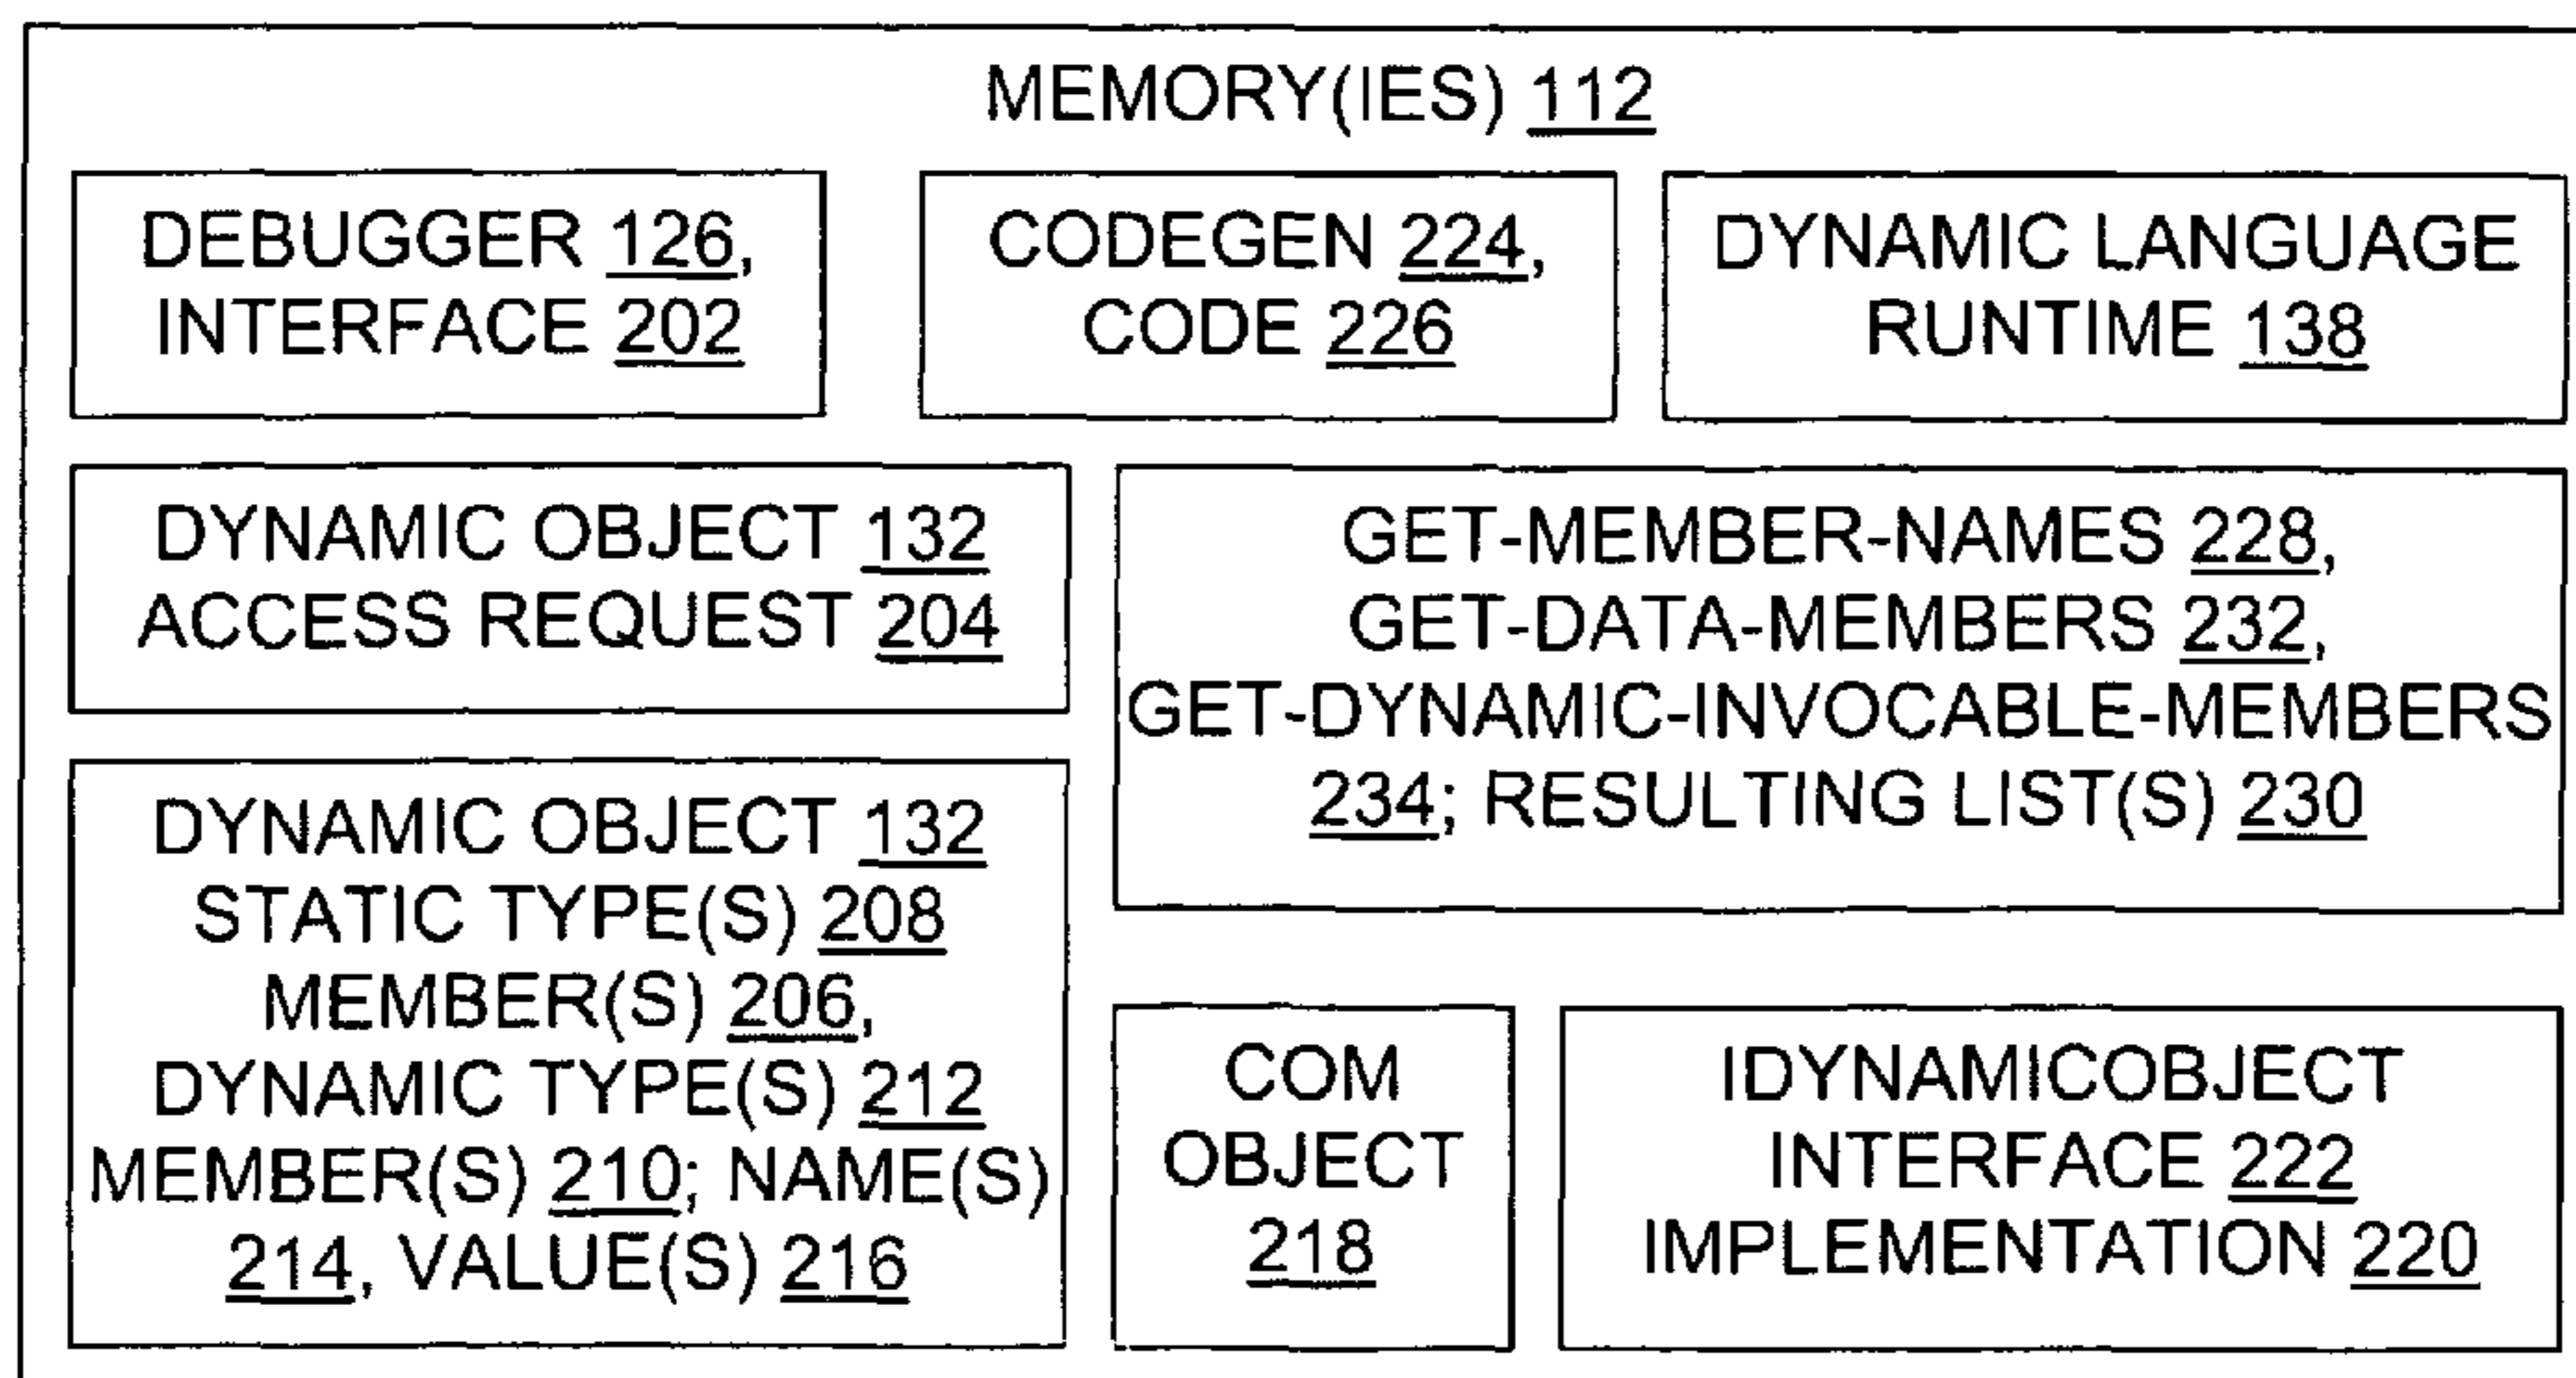 MEMORY(IES) 112
DEBUGGER 126,
INTERFACE 202
CODEGEN 224,
CODE 226
DYNAMIC LANGUAGE
RUNTIME 138
DYNAMIC OBJECT 132
ACCESS REQUEST 204
GET-MEMBER-NAMES 228,
GET-DATA-MEMBERS 232,
GET-DYNAMIC-INVOCABLE-MEMBERS
234; RESULTING LIST(S) 230
DYNAMIC OBJECT 132
STATIC TYPE(S) 208
MEMBER(S) 206,
DYNAMIC TYPE(S) 212
MEMBER(S) 210; NAME(S)
214, VALUE(S) 216
COM
OBJECT
218
IDYNAMICOBJECT
INTERFACE 222
IMPLEMENTATION 220